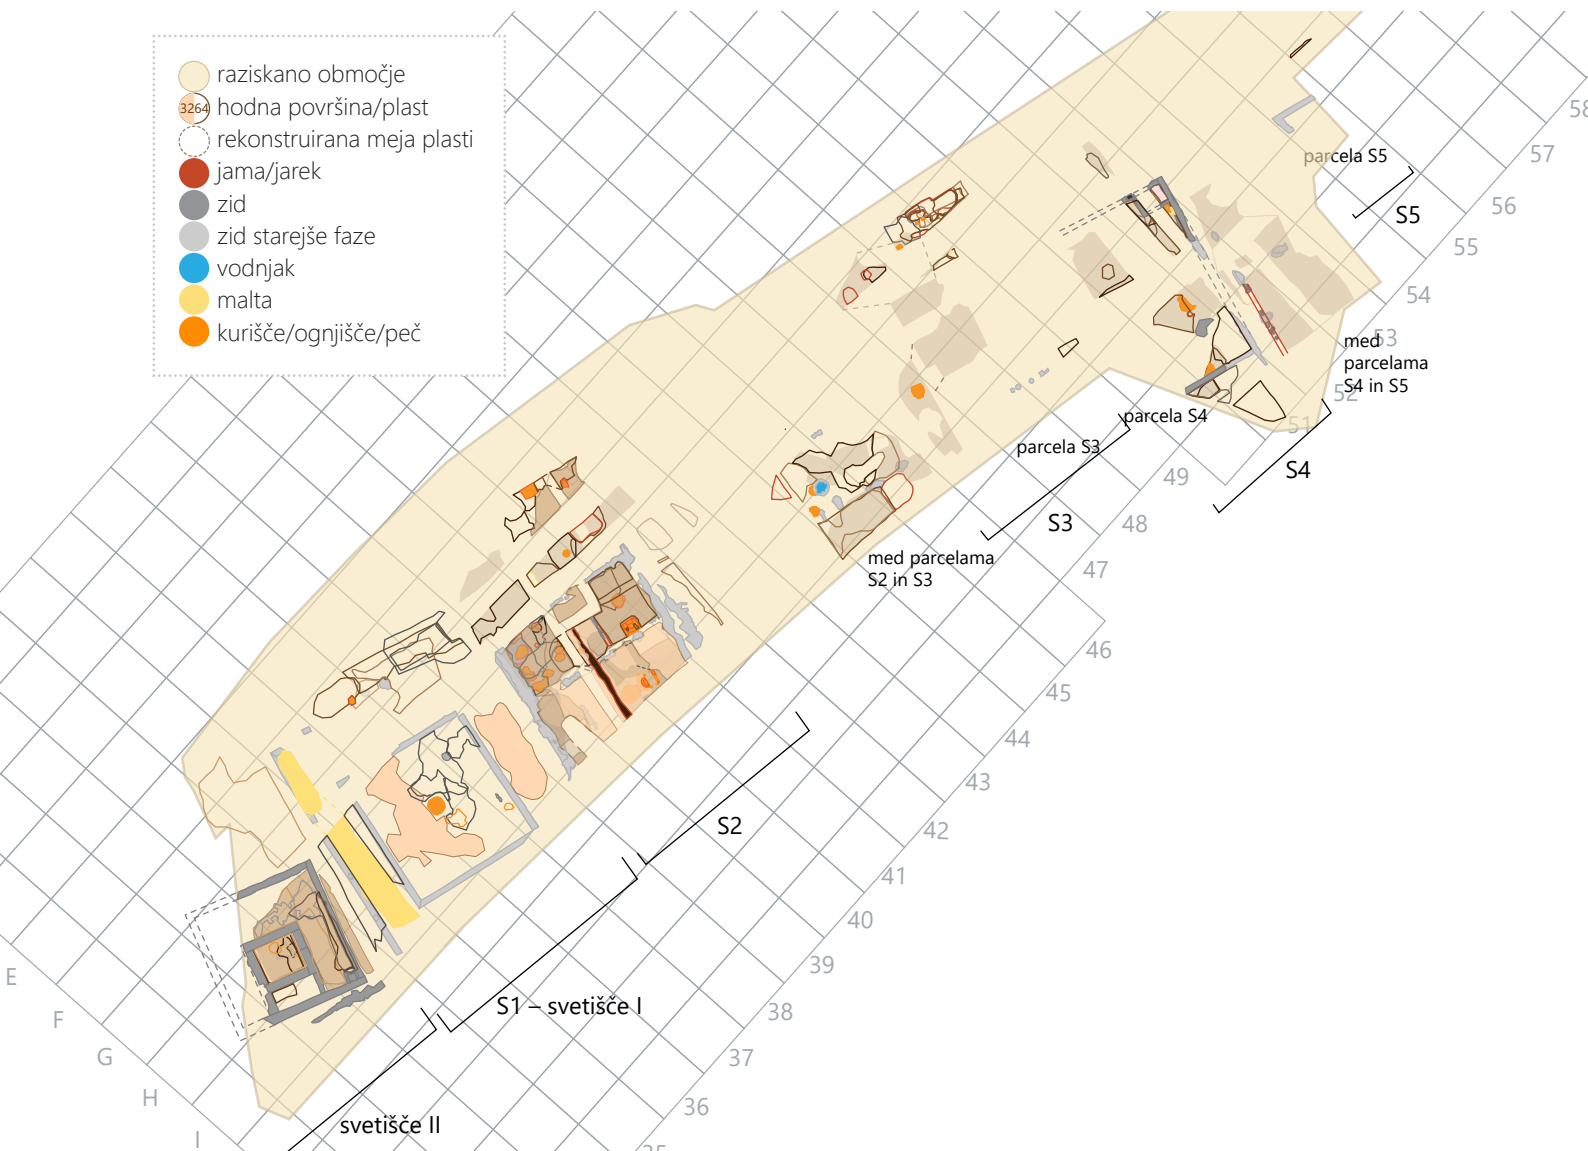 raziskano območje
3264 hodna površina/plast
rekonstruirana meja plasti
jama/jarek
zid
zid starejše faze
vodnjak
malta
kurišče/ognjišče/peč
58
57
parcela S5
56
S5
55
54
med
53
parcelama
S4 in S5
52
51
parcela S4
parcela S3
S4
49
S3
48
med parcelama
S2 in S3
47
46
45
44
43
S2
42
41
40
39
E
S1 – svetišče I
38
F
37
G
H
36
svetišče II
I
35